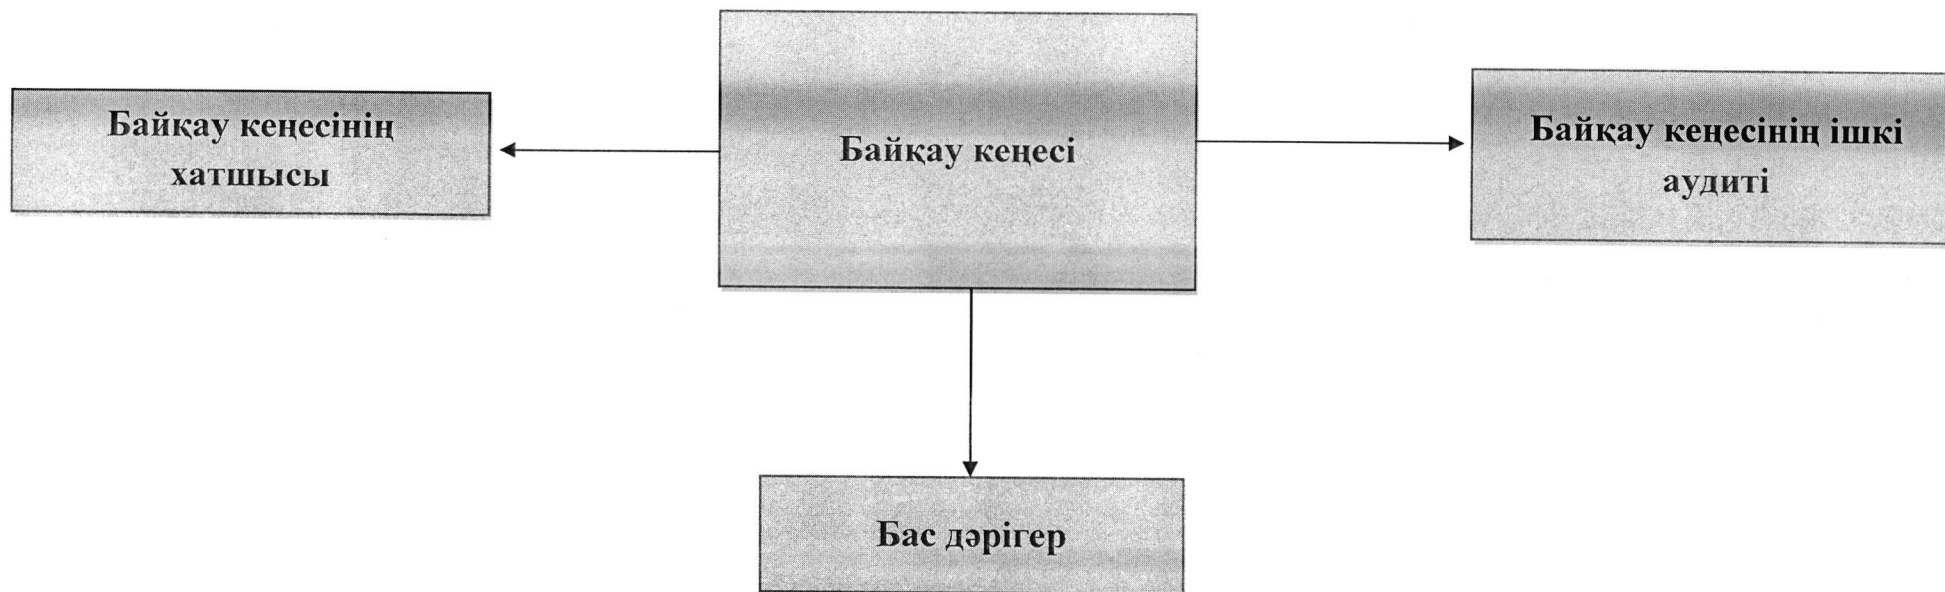 Байқау кеңесінің
хатшысы
Байқау кеңесі
Байқау кеңесінің ішкі
аудиті
Бас дәрігер